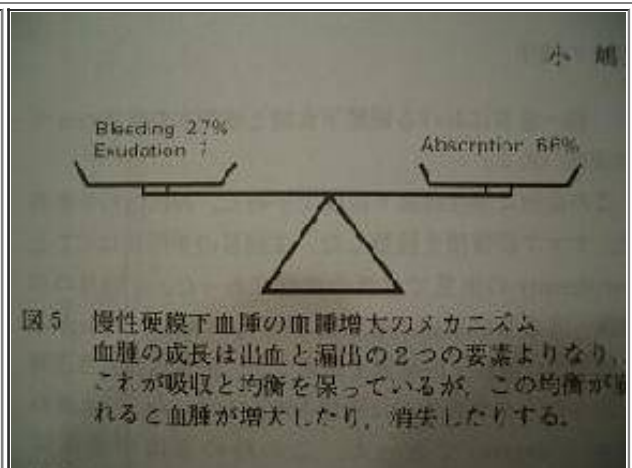 小 嶋
Bleeding 27%
Exudation ?
Absorption 66%
図5 慢性硬膜下血腫の血腫増大のメカニズム
血腫の成長は出血と漏出の2つの要素よりなり，
これが吸収と均衡を保っているが，この均衡が
れると血腫が増大したり，消失したりする．